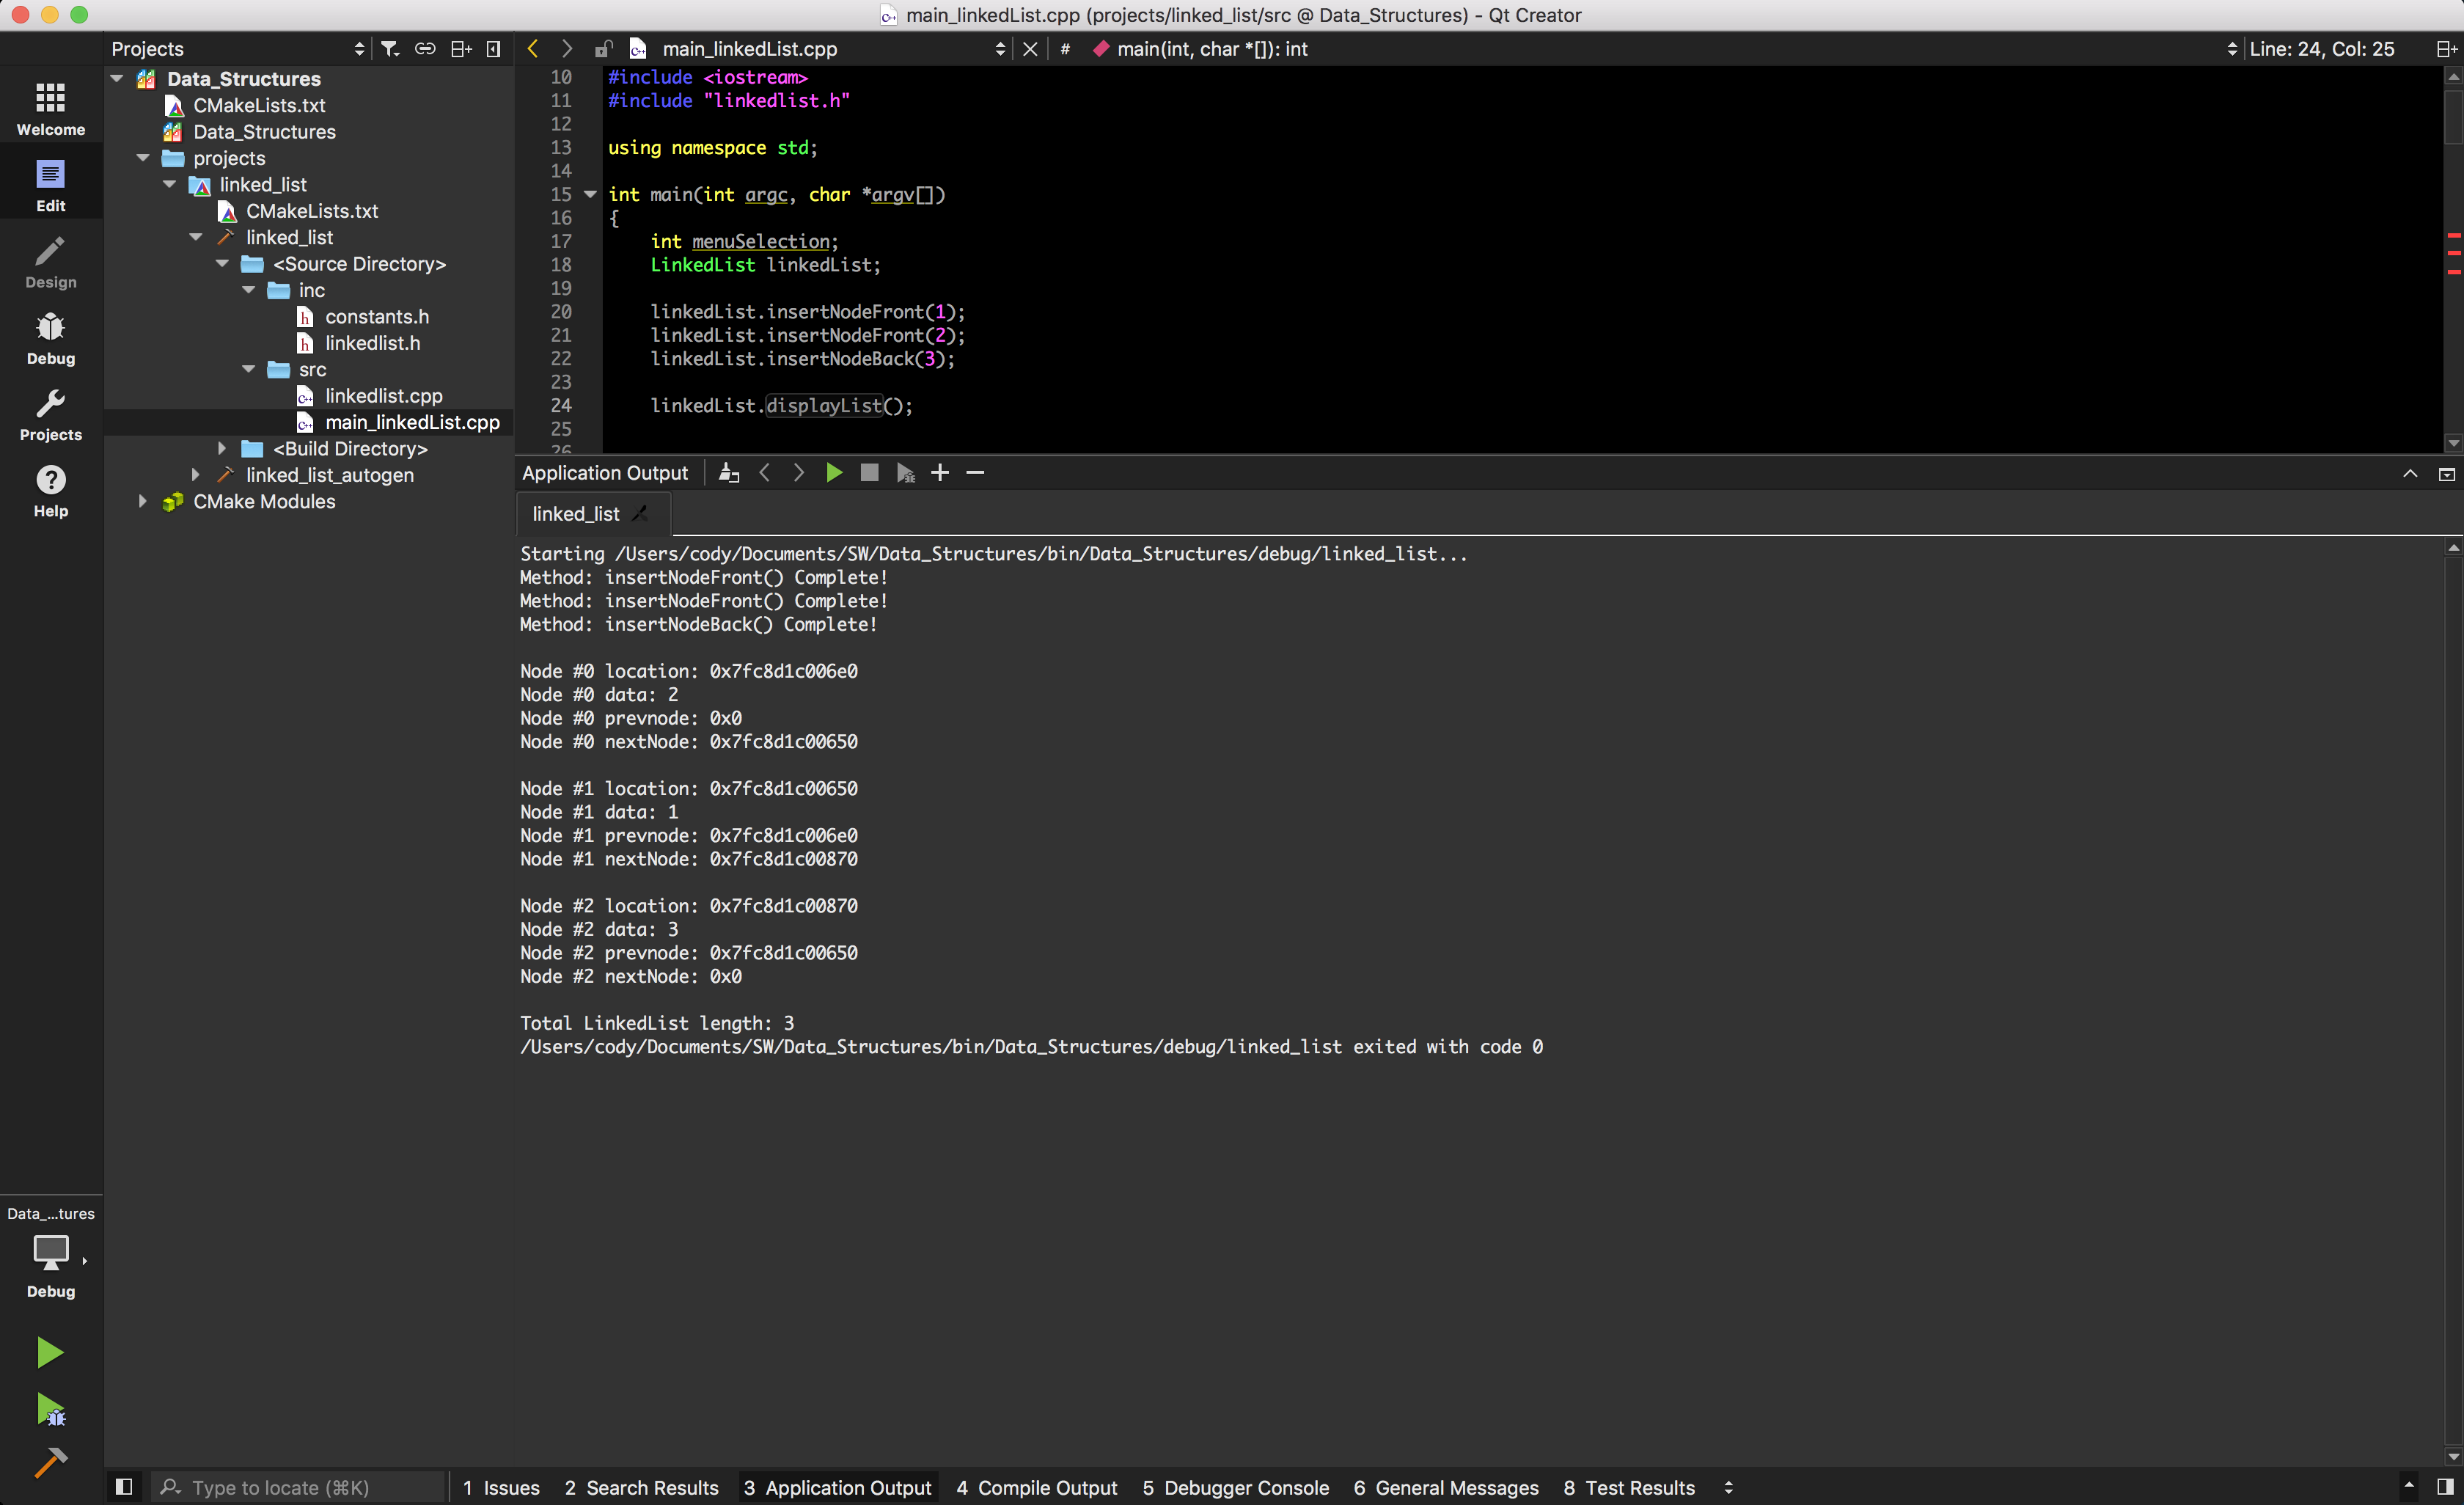 main_linkedList.cpp (projects/linked_list/src @ Data_Structures) - Qt Creator
Projects
main_linkedList.cpp
#
main(int, char *[]): int
Line: 24, Col: 25
Welcome
Edit
Design
Debug
Projects
Help
Data_Structures
CMakeLists.txt
Data_Structures
projects
linked_list
CMakeLists.txt
linked_list
<Source Directory>
inc
constants.h
linkedlist.h
src
linkedlist.cpp
main_linkedList.cpp
<Build Directory>
linked_list_autogen
CMake Modules
10 #include <iostream>
11 #include "linkedlist.h"
12
13 using namespace std;
14
15 int main(int argc, char *argv[])
16 {
17 int menuSelection;
18 LinkedList linkedList;
19
20 linkedList.insertNodeFront(1);
21 linkedList.insertNodeFront(2);
22 linkedList.insertNodeBack(3);
23
24 linkedList.displayList();
25
26
Application Output
linked_list
Starting /Users/cody/Documents/SW/Data_Structures/bin/Data_Structures/debug/linked_list...
Method: insertNodeFront() Complete!
Method: insertNodeFront() Complete!
Method: insertNodeBack() Complete!
Node #0 location: 0x7fc8d1c006e0
Node #0 data: 2
Node #0 prevnode: 0x0
Node #0 nextNode: 0x7fc8d1c00650
Node #1 location: 0x7fc8d1c00650
Node #1 data: 1
Node #1 prevnode: 0x7fc8d1c006e0
Node #1 nextNode: 0x7fc8d1c00870
Node #2 location: 0x7fc8d1c00870
Node #2 data: 3
Node #2 prevnode: 0x7fc8d1c00650
Node #2 nextNode: 0x0
Total LinkedList length: 3
/Users/cody/Documents/SW/Data_Structures/bin/Data_Structures/debug/linked_list exited with code 0
Data_...tures
Debug
Type to locate (⌘K)
1 Issues
2 Search Results
3 Application Output
4 Compile Output
5 Debugger Console
6 General Messages
8 Test Results